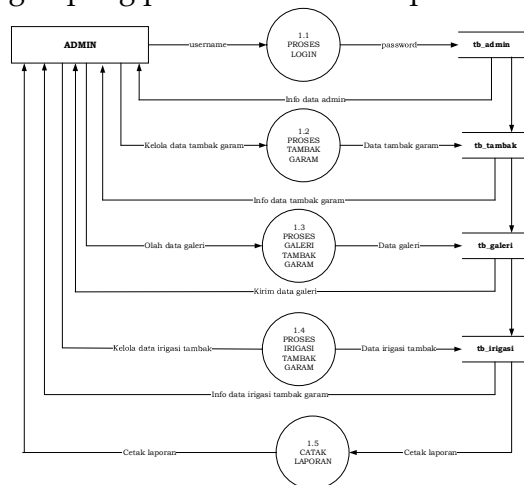 ADMIN
username
1.1
PROSES
LOGIN
password
tb_admin
Info data admin
Kelola data tambak garam
1.2
PROSES
TAMBAK
GARAM
Data tambak garam
tb_tambak
Info data tambak garam
Olah data galeri
1.3
PROSES
GALERI
TAMBAK
GARAM
Data galeri
tb_galeri
Kirim data galeri
Kelola data irigasi tambak
1.4
PROSES
IRIGASI
TAMBAK
GARAM
Data irigasi tambak
tb_irigasi
Info data irigasi tambak garam
Cetak laporan
1.5
CATAK
LAPORAN
Cetak laporan